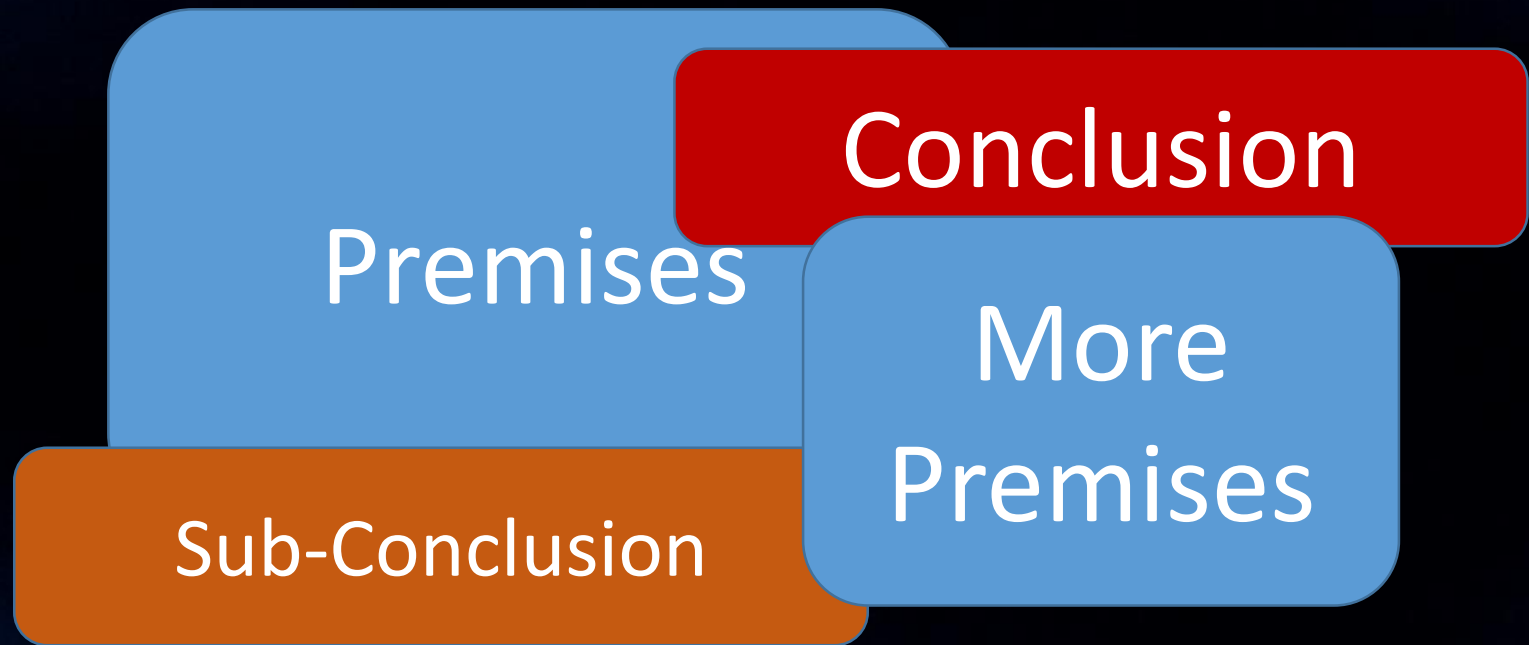 Conclusion
Premises
More
Premises
Sub-Conclusion